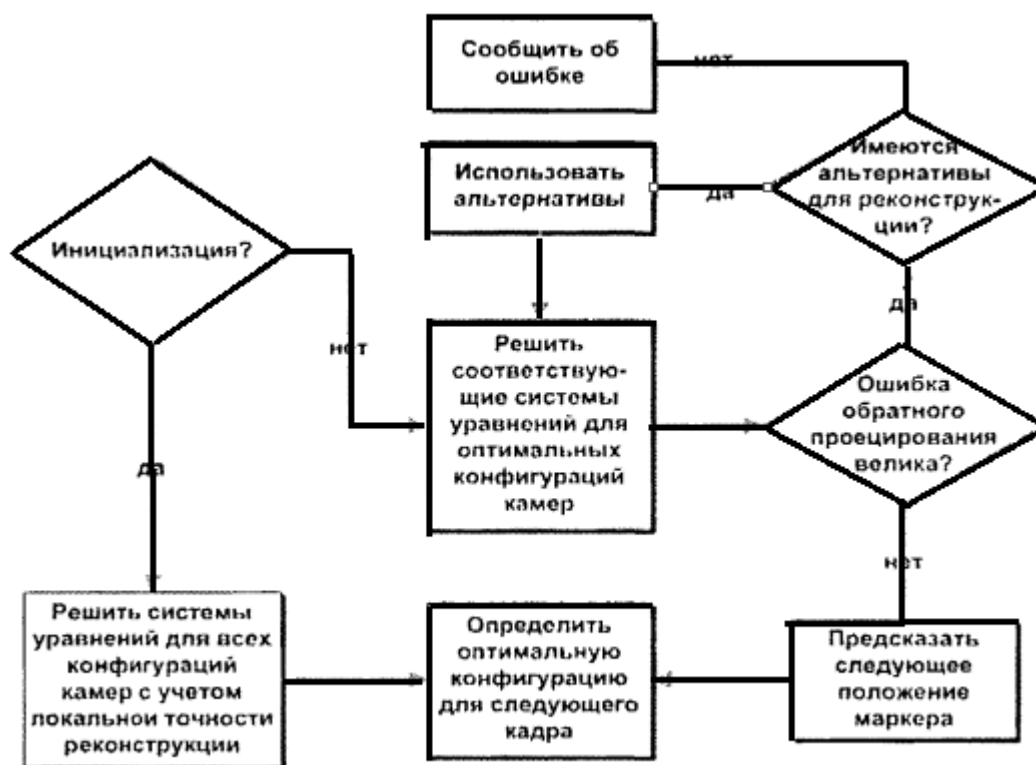 Сообщить об
ошибке
нет
Имеются
альтернативы
для реконструк-
ции?
Использовать
альтернативы
да
Инициализация?
нет
да
Решить
соответствую-
щие системы
уравнений для
оптимальных
конфигураций
камер
Ошибка
обратного
проецирования
велика?
да
нет
Решить системы
уравнений для всех
конфигураций
камер с учетом
локальной точности
реконструкции
Определить
оптимальную
конфигурацию
для следующего
кадра
Предсказать
следующее
положение
маркера